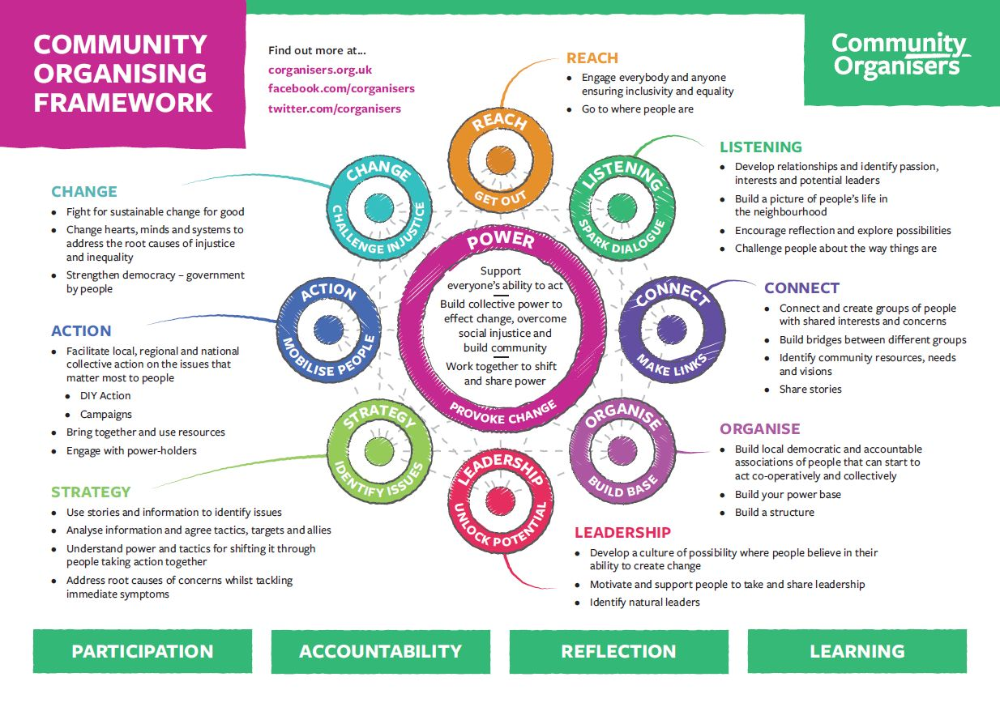 COMMUNITY
ORGANISING
FRAMEWORK
Find out more at...
corganisers.org.uk
facebook.com/corganisers
twitter.com/corganisers
Community
Organisers
REACH
• Engage everybody and anyone
ensuring inclusivity and equality
• Go to where people are
LISTENING
• Develop relationships and identify passion,
interests and potential leaders
• Build a picture of people's life in
the neighbourhood
• Encourage reflection and explore possibilities
• Challenge people about the way things are
CONNECT
• Connect and create groups of people
with shared interests and concerns
• Build bridges between different groups
• Identify community resources, needs
and visions
• Share stories
ORGANISE
• Build local democratic and accountable
associations of people that can start to
act co-operatively and collectively
• Build your power base
• Build a structure
LEADERSHIP
• Develop a culture of possibility where people believe in their
ability to create change
• Motivate and support people to take and share leadership
• Identify natural leaders
STRATEGY
• Use stories and information to identify issues
• Analyse information and agree tactics, targets and allies
• Understand power and tactics for shifting it through
people taking action together
• Address root causes of concerns whilst tackling
immediate symptoms
ACTION
• Facilitate local, regional and national
collective action on the issues that
matter most to people
• DIY Action
• Campaigns
• Bring together and use resources
• Engage with power-holders
CHANGE
• Fight for sustainable change for good
• Change hearts, minds and systems to
address the root causes of injustice
and inequality
• Strengthen democracy – government
by people
REACH
GET OUT
LISTENING
SPARK DIALOGUE
CONNECT
MAKE LINKS
ORGANISE
BUILD BASE
LEADERSHIP
UNLOCK POTENTIAL
STRATEGY
IDENTIFY ISSUES
ACTION
MOBILISE PEOPLE
CHANGE
CHALLENGE INJUSTICE
POWER
Support
everyone's ability to act
Build collective power to
effect change, overcome
social injustice and
build community
Work together to shift
and share power
PROVOKE CHANGE
PARTICIPATION
ACCOUNTABILITY
REFLECTION
LEARNING